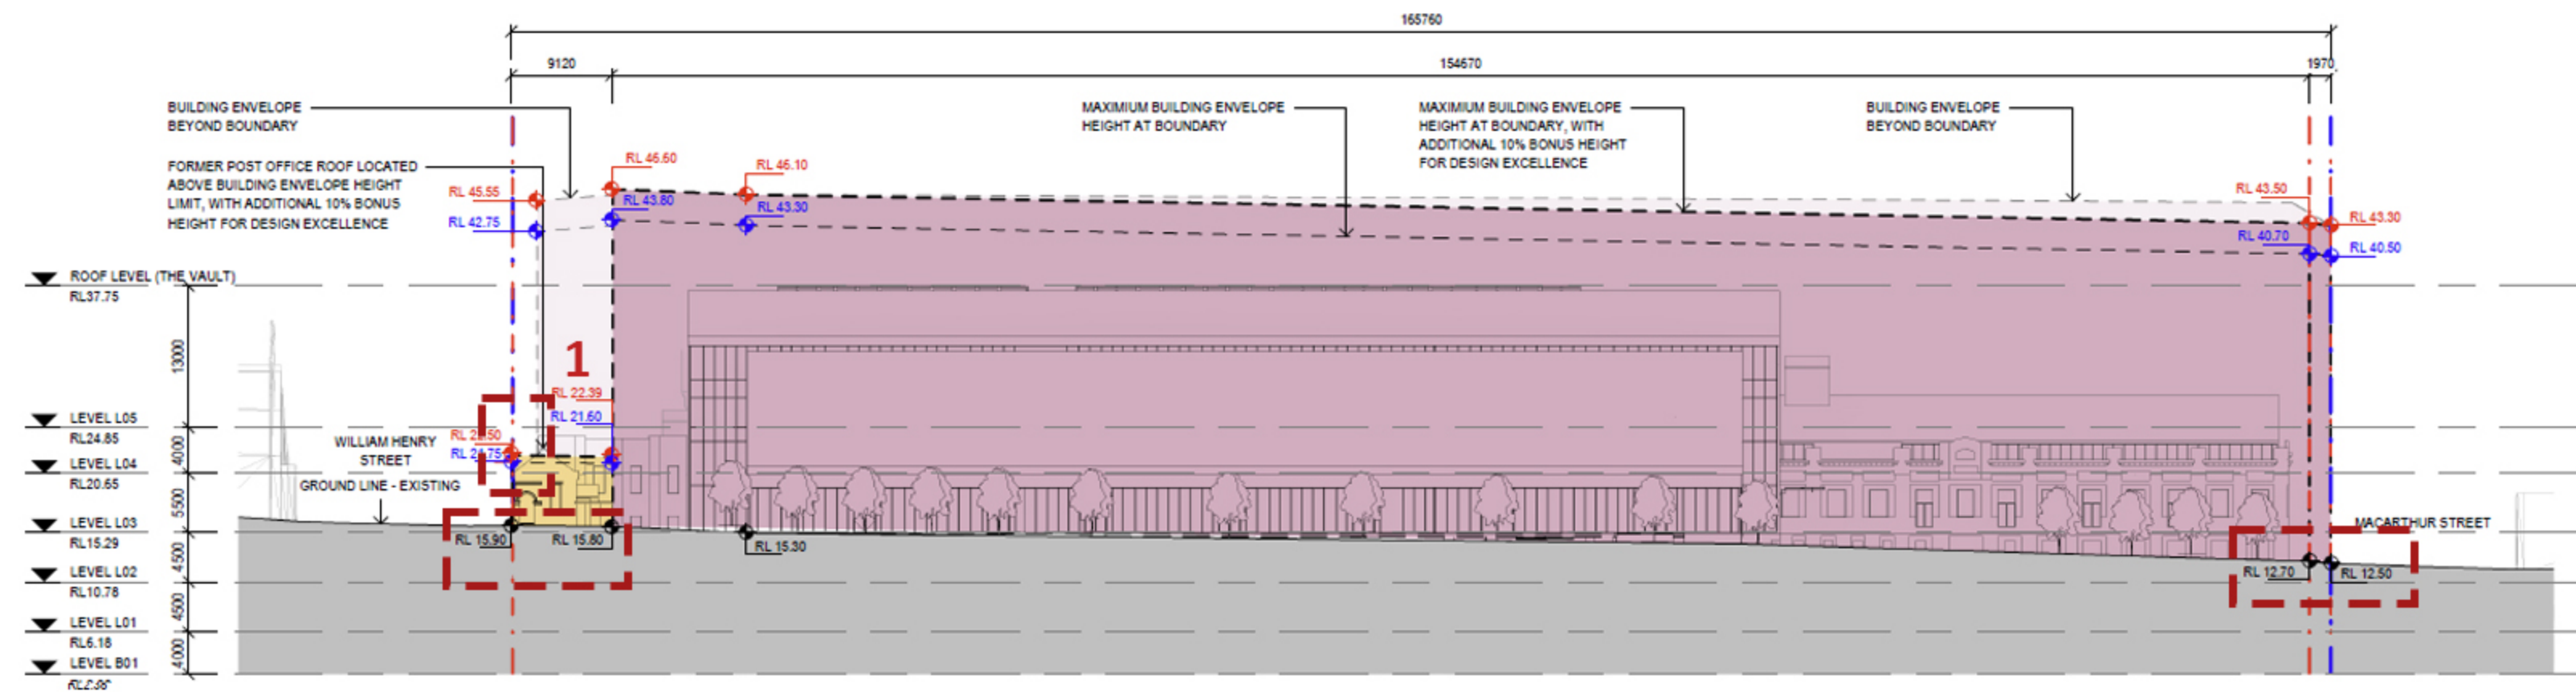 165760
9120
154670
1970
BUILDING ENVELOPE
BEYOND BOUNDARY
MAXIMIUM BUILDING ENVELOPE
HEIGHT AT BOUNDARY
MAXIMIUM BUILDING ENVELOPE
HEIGHT AT BOUNDARY, WITH
ADDITIONAL 10% BONUS HEIGHT
FOR DESIGN EXCELLENCE
BUILDING ENVELOPE
BEYOND BOUNDARY
FORMER POST OFFICE ROOF LOCATED
ABOVE BUILDING ENVELOPE HEIGHT
LIMIT, WITH ADDITIONAL 10% BONUS
HEIGHT FOR DESIGN EXCELLENCE
RL 46.60
RL 46.10
RL 45.55
RL 43.80
RL 43.30
RL 42.75
RL 43.50
RL 43.30
RL 40.70
RL 40.50
ROOF LEVEL (THE VAULT)
RL37.75
13000
1
RL 22.39
RL 21.60
LEVEL L05
RL24.85
WILLIAM HENRY
STREET
RL
RL
4000
LEVEL L04
RL20.65
GROUND LINE - EXISTING
5500
LEVEL L03
RL15.29
RL 15.90
RL 15.80
RL 15.30
MACARTHUR STREET
RL 12.70
RL 12.50
4500
LEVEL L02
RL10.78
4500
LEVEL L01
RL6.18
4000
LEVEL B01